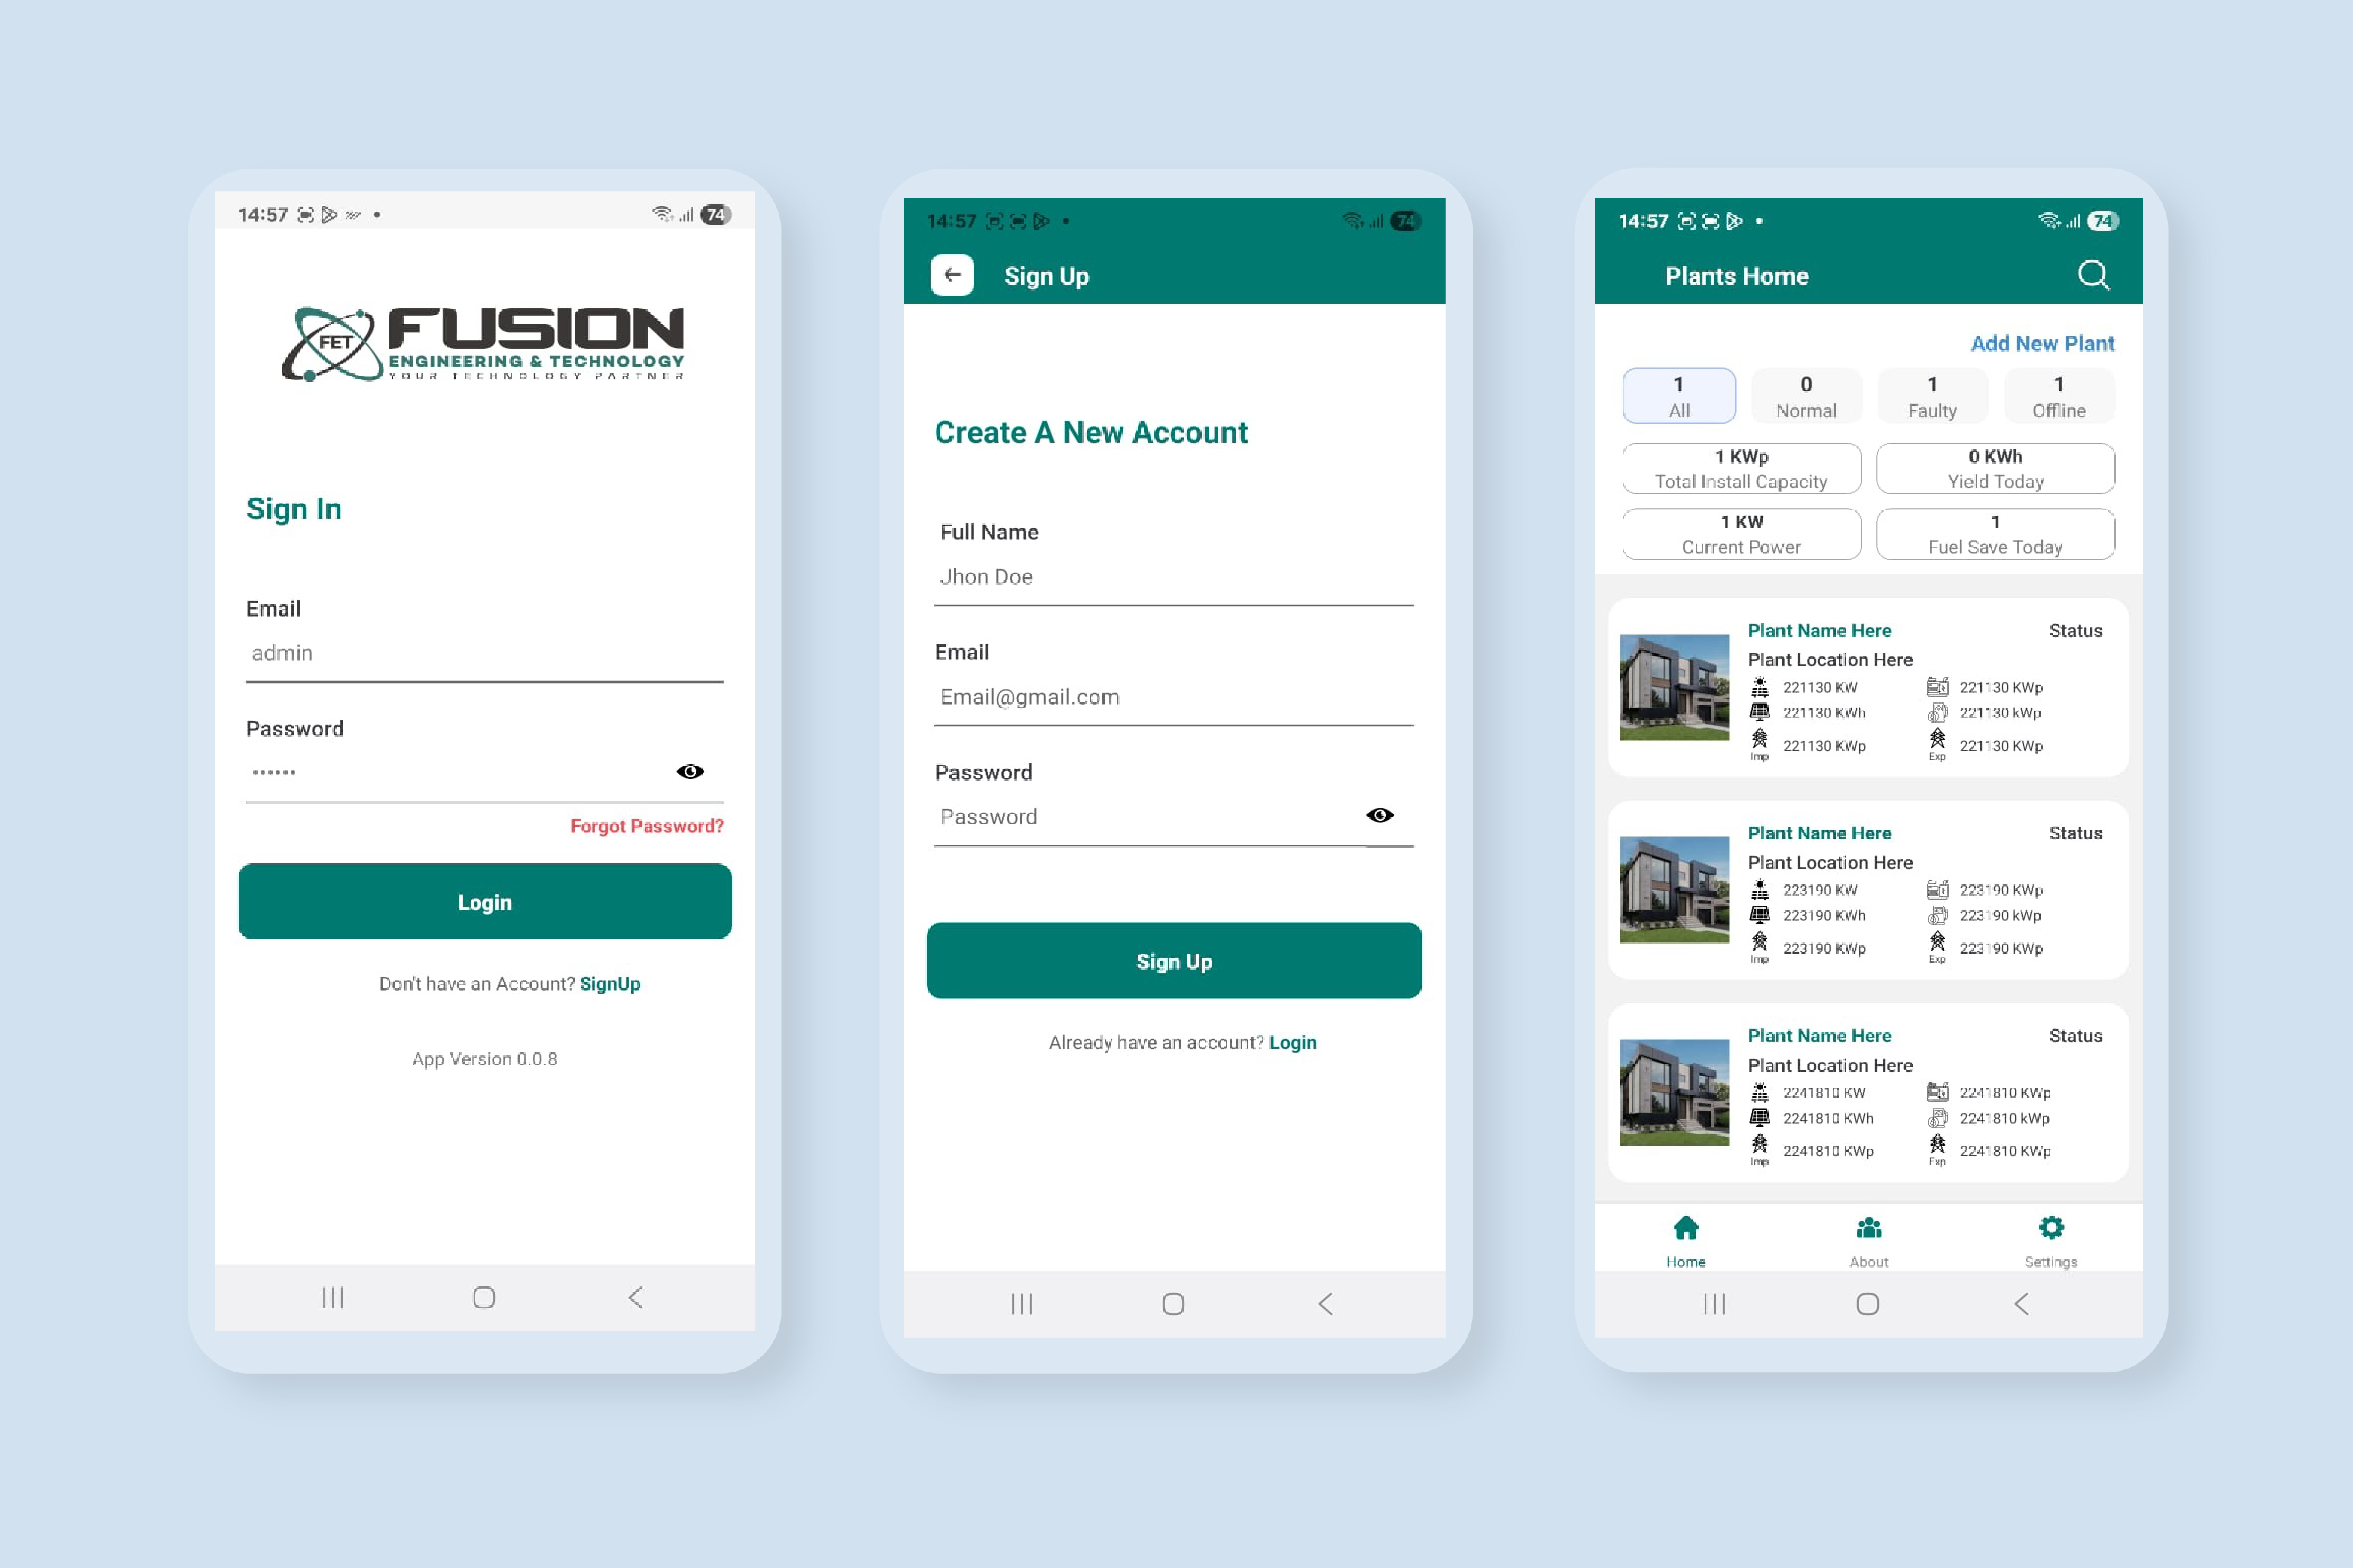 14:57
74
FET
FUSION
ENGINEERING & TECHNOLOGY
YOUR TECHNOLOGY PARTNER
Sign In
Email
admin
Password
••••••
Forgot Password?
Login
Don't have an Account? SignUp
App Version 0.0.8
14:57
74
Sign Up
Create A New Account
Full Name
Jhon Doe
Email
Email@gmail.com
Password
Password
Sign Up
Already have an account? Login
14:57
74
Plants Home
Add New Plant
1 0 1 1
All Normal Faulty Offline
1 KWp 0 KWh
Total Install Capacity Yield Today
1 KW 1
Current Power Fuel Save Today
Plant Name Here Status
Plant Location Here
221130 KW 221130 KWp
221130 KWh 221130 kWp
221130 KWp 221130 KWp
Imp Exp
Plant Name Here Status
Plant Location Here
223190 KW 223190 KWp
223190 KWh 223190 kWp
223190 KWp 223190 KWp
Imp Exp
Plant Name Here Status
Plant Location Here
2241810 KW 2241810 KWp
2241810 KWh 2241810 kWp
2241810 KWp 2241810 KWp
Imp Exp
Home About Settings